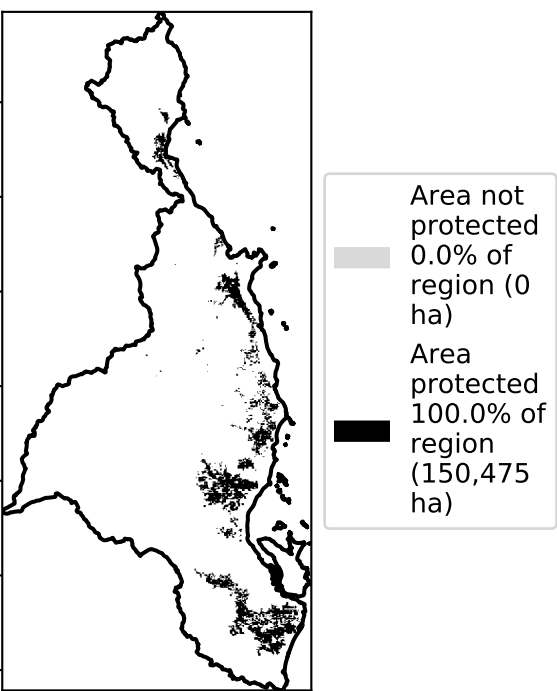 Area not
protected
0.0% of
region (0
ha)
Area
protected
100.0% of
region
(150,475
ha)